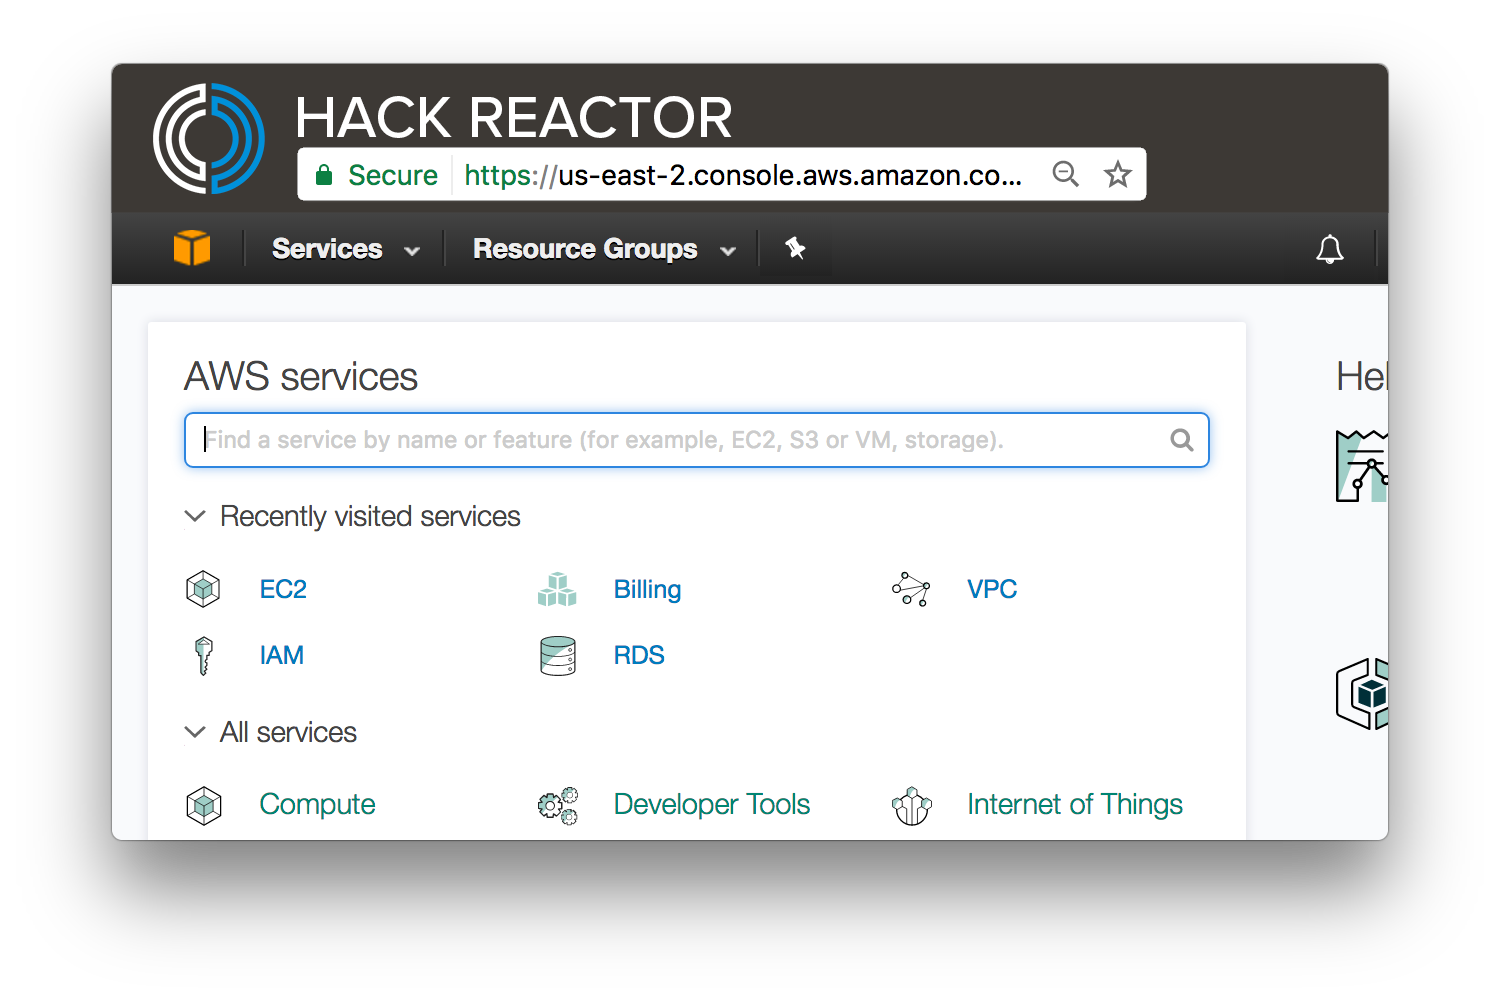 HACK REACTOR
Secure https://us-east-2.console.aws.amazon.co...
Services Resource Groups
AWS services
Find a service by name or feature (for example, EC2, S3 or VM, storage).
Recently visited services
EC2 Billing VPC
IAM RDS
All services
Compute Developer Tools Internet of Things
Hel